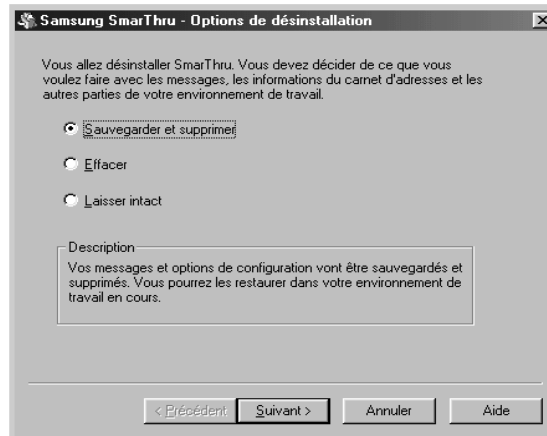 Samsung SmarThru - Options de désinstallation
Vous allez désinstaller SmarThru. Vous devez décider de ce que vous
voulez faire avec les messages, les informations du carnet d'adresses et les
autres parties de votre environnement de travail.
Sauvegarder et supprimer
Effacer
Laisser intact
Description
Vos messages et options de configuration vont être sauvegardés et
supprimés. Vous pourrez les restaurer dans votre environnement de
travail en cours.
< Précédent Suivant > Annuler Aide